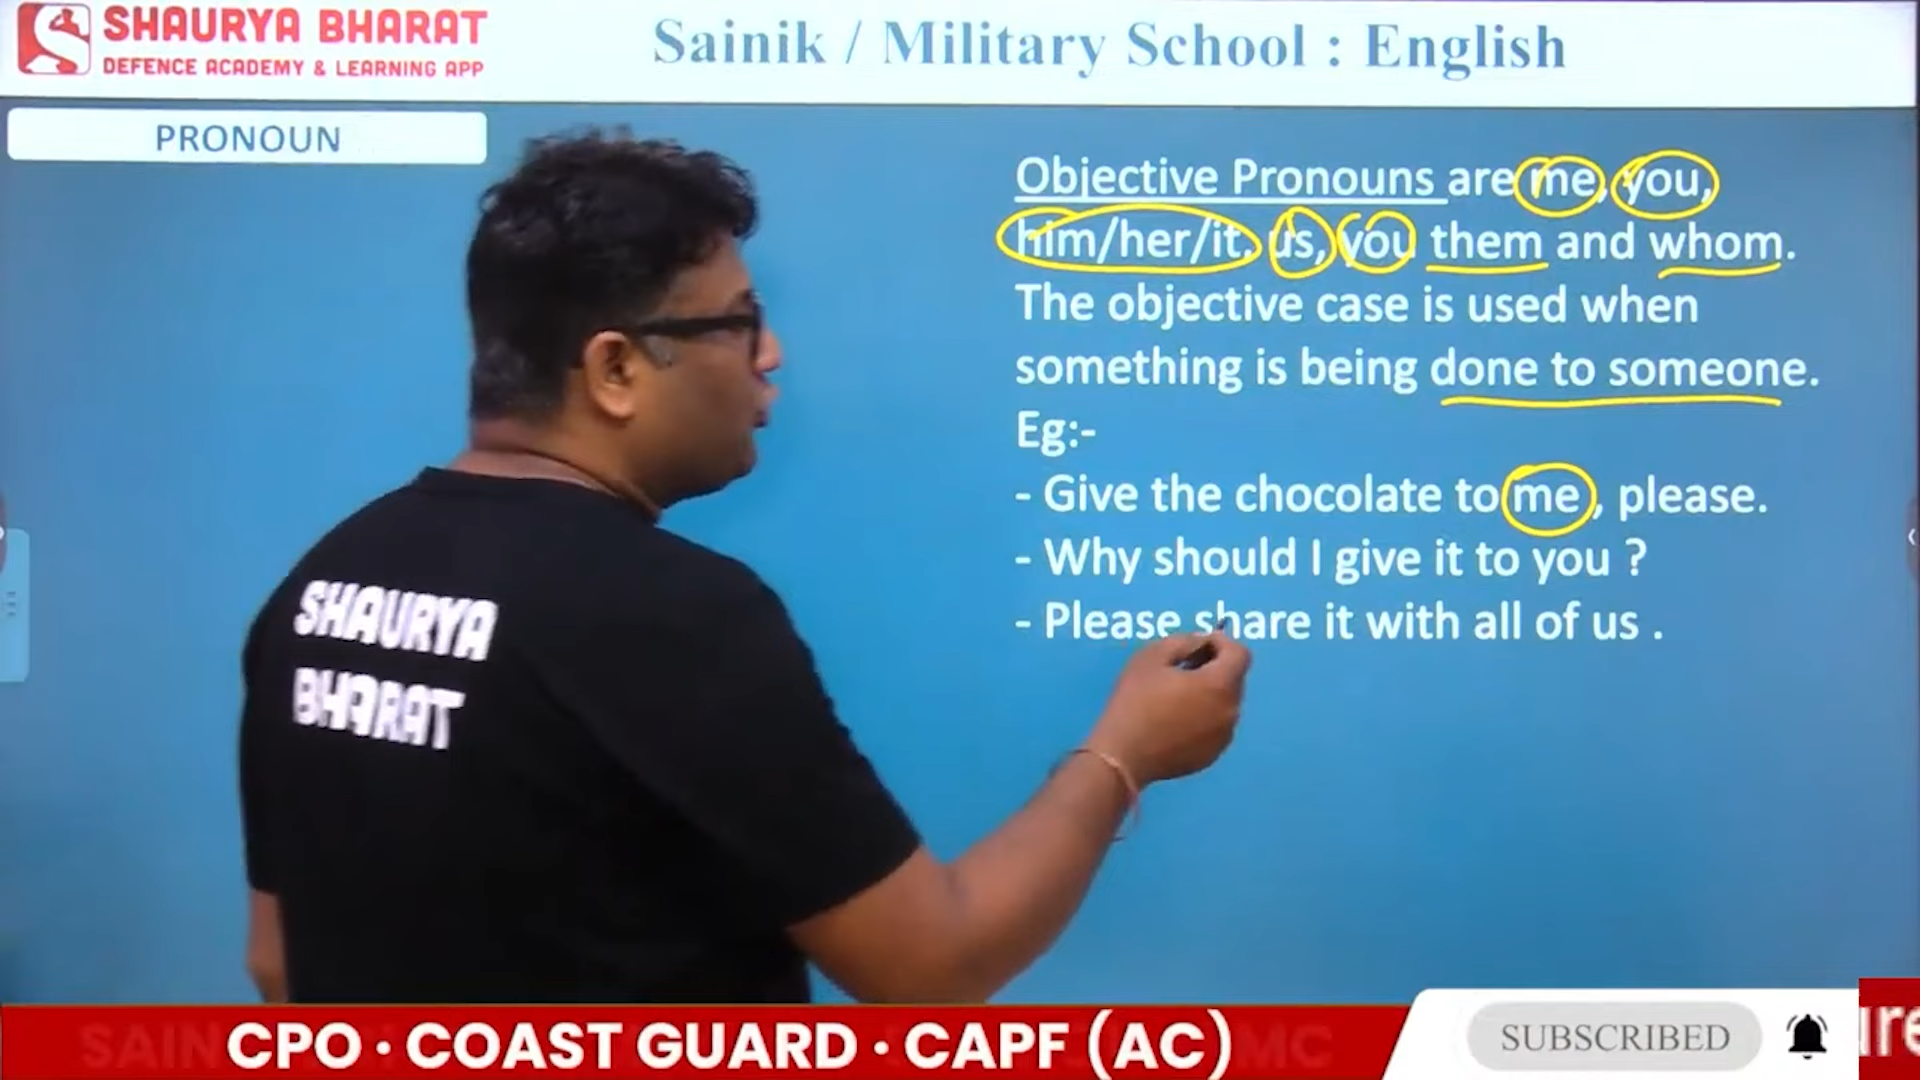 SHAURYA BHARAT
DEFENCE ACADEMY & LEARNING APP
Sainik / Military School : English
PRONOUN
Objective Pronouns are me, you,
him/her/it, us, you them and whom.
The objective case is used when
something is being done to someone.
Eg:-
- Give the chocolate to me , please.
- Why should I give it to you ?
- Please share it with all of us .
SHAURYA
BHARAT
SAIN CPO · COAST GUARD · CAPF (AC) MC
SUBSCRIBED